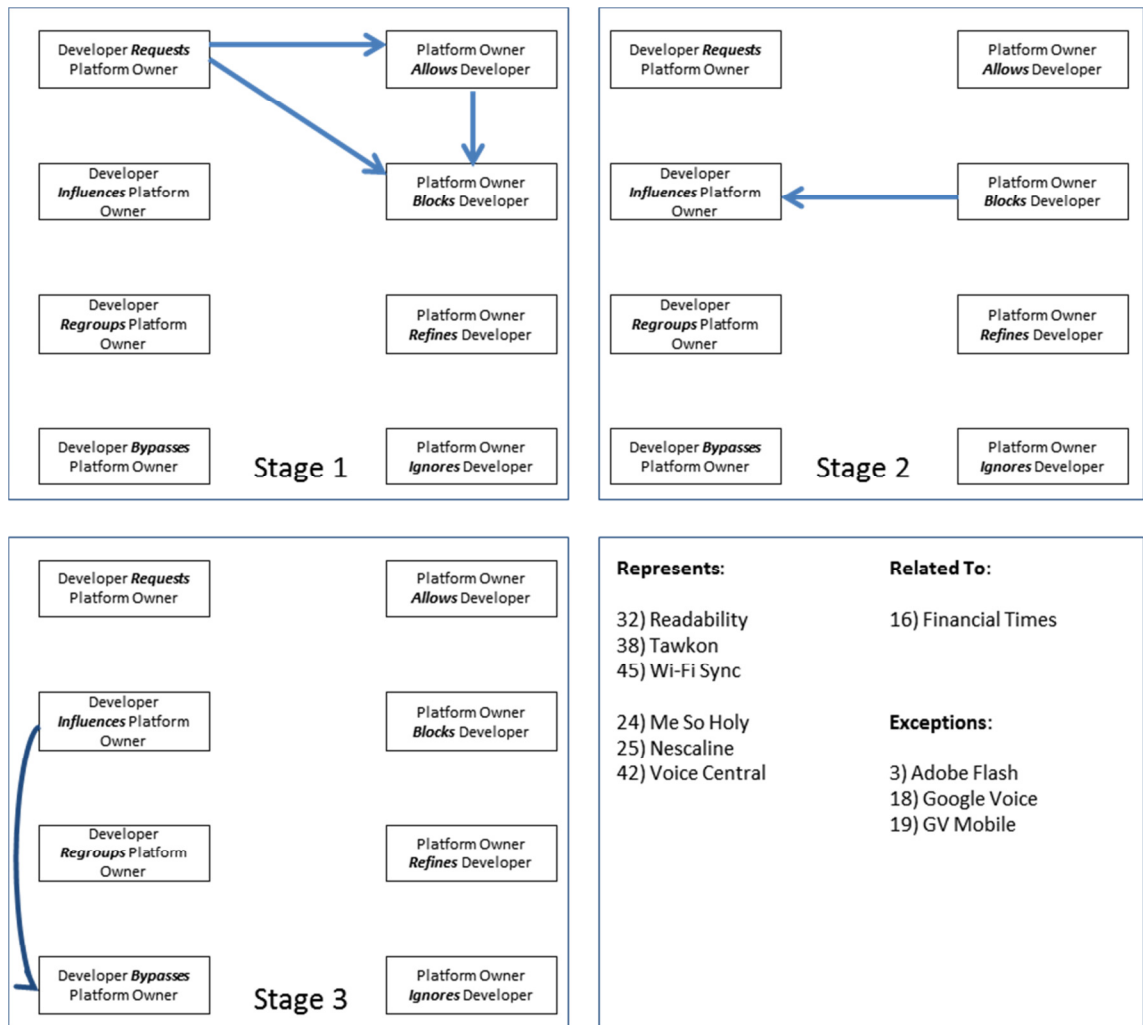 Developer Requests
Platform Owner
Platform Owner
Allows Developer
Developer
Influences Platform
Owner
Platform Owner
Blocks Developer
Developer
Regroups Platform
Owner
Platform Owner
Refines Developer
Developer Bypasses
Platform Owner
Platform Owner
Ignores Developer
Stage 1
Developer Requests
Platform Owner
Platform Owner
Allows Developer
Developer
Influences Platform
Owner
Platform Owner
Blocks Developer
Developer
Regroups Platform
Owner
Platform Owner
Refines Developer
Developer Bypasses
Platform Owner
Platform Owner
Ignores Developer
Stage 2
Developer Requests
Platform Owner
Platform Owner
Allows Developer
Developer
Influences Platform
Owner
Platform Owner
Blocks Developer
Developer
Regroups Platform
Owner
Platform Owner
Refines Developer
Developer Bypasses
Platform Owner
Platform Owner
Ignores Developer
Stage 3
Represents:
32) Readability
38) Tawkon
45) Wi-Fi Sync
24) Me So Holy
25) Nescaline
42) Voice Central
Related To:
16) Financial Times
Exceptions:
3) Adobe Flash
18) Google Voice
19) GV Mobile